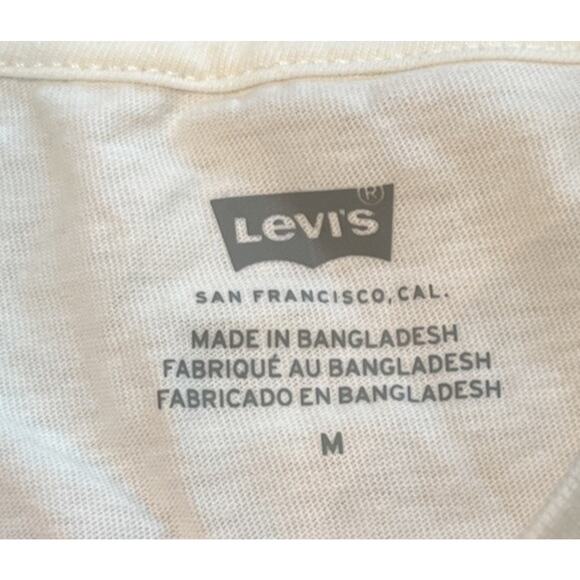 Levi's ®
SAN FRANCISCO, CAL.
MADE IN BANGLADESH
FABRIQUÉ AU BANGLADESH
FABRICADO EN BANGLADESH
M